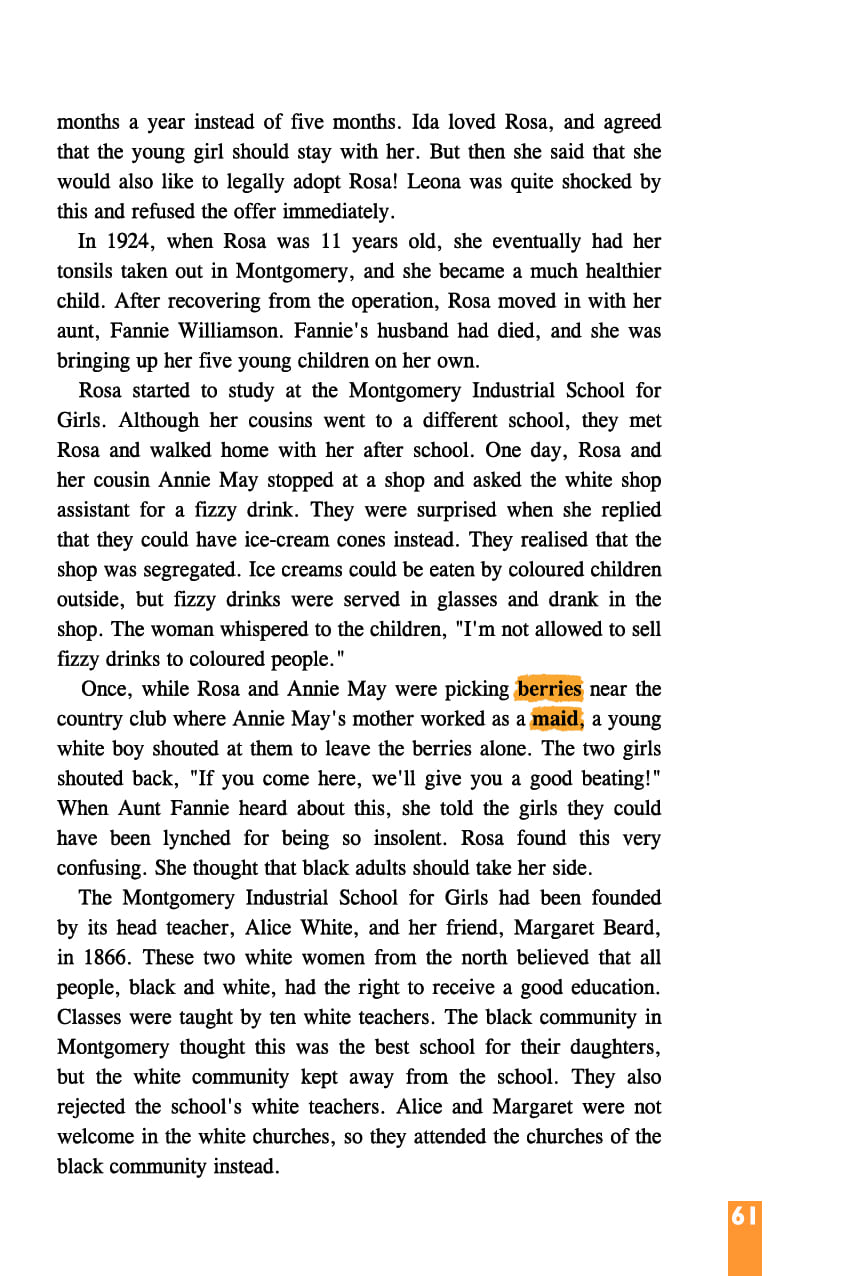 months a year instead of five months. Ida loved Rosa, and agreed
that the young girl should stay with her. But then she said that she
would also like to legally adopt Rosa! Leona was quite shocked by
this and refused the offer immediately.
In 1924, when Rosa was 11 years old, she eventually had her
tonsils taken out in Montgomery, and she became a much healthier
child. After recovering from the operation, Rosa moved in with her
aunt, Fannie Williamson. Fannie's husband had died, and she was
bringing up her five young children on her own.
Rosa started to study at the Montgomery Industrial School for
Girls. Although her cousins went to a different school, they met
Rosa and walked home with her after school. One day, Rosa and
her cousin Annie May stopped at a shop and asked the white shop
assistant for a fizzy drink. They were surprised when she replied
that they could have ice-cream cones instead. They realised that the
shop was segregated. Ice creams could be eaten by coloured children
outside, but fizzy drinks were served in glasses and drank in the
shop. The woman whispered to the children, "I'm not allowed to sell
fizzy drinks to coloured people."
Once, while Rosa and Annie May were picking berries near the
country club where Annie May's mother worked as a maid, a young
white boy shouted at them to leave the berries alone. The two girls
shouted back, "If you come here, we'll give you a good beating!"
When Aunt Fannie heard about this, she told the girls they could
have been lynched for being so insolent. Rosa found this very
confusing. She thought that black adults should take her side.
The Montgomery Industrial School for Girls had been founded
by its head teacher, Alice White, and her friend, Margaret Beard,
in 1866. These two white women from the north believed that all
people, black and white, had the right to receive a good education.
Classes were taught by ten white teachers. The black community in
Montgomery thought this was the best school for their daughters,
but the white community kept away from the school. They also
rejected the school's white teachers. Alice and Margaret were not
welcome in the white churches, so they attended the churches of the
black community instead.
61